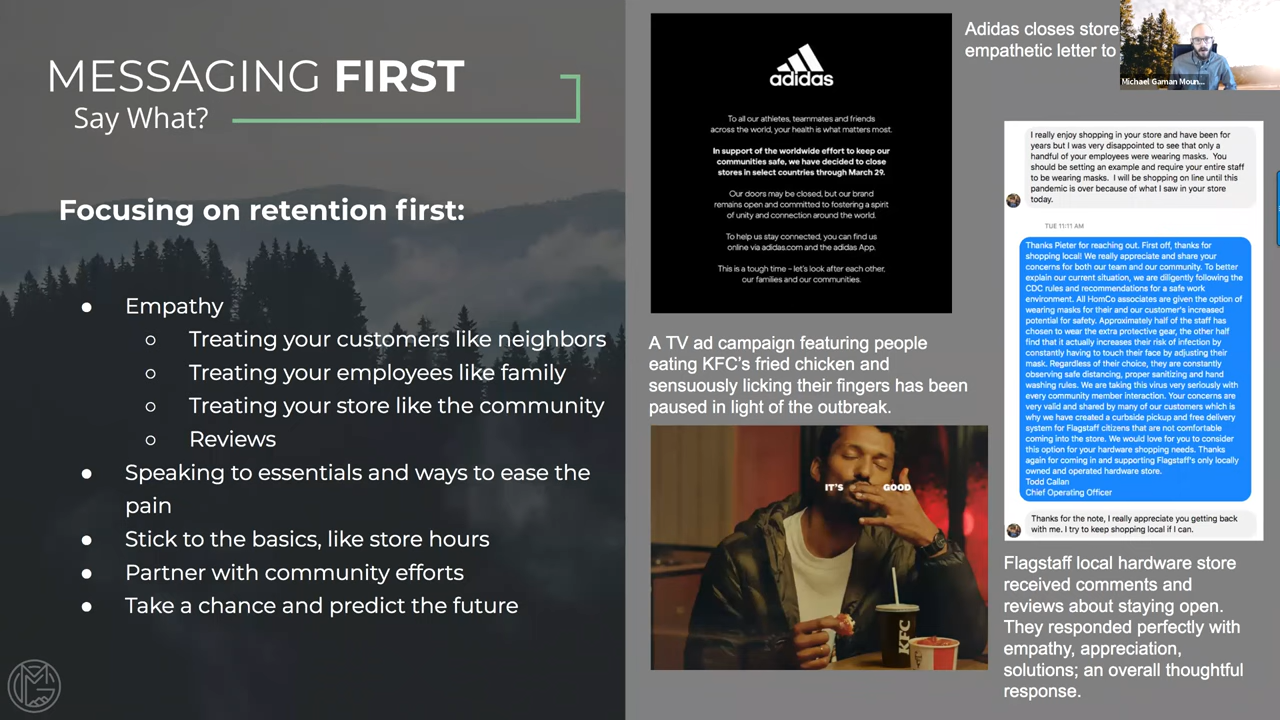 MESSAGING FIRST
Say What?
Focusing on retention first:
● Empathy
○ Treating your customers like neighbors
○ Treating your employees like family
○ Treating your store like the community
○ Reviews
● Speaking to essentials and ways to ease the
pain
● Stick to the basics, like store hours
● Partner with community efforts
● Take a chance and predict the future
adidas
To all our athletes, teammates and friends
across the world, your health is what matters most.
In support of the worldwide effort to keep our
communities safe, we have decided to close
stores in select countries through March 29.
Our doors may be closed, but our brand
remains open and committed to fostering a spirit
of unity and connection around the world.
To help us stay connected, you can find us
online via adidas.com and the adidas App.
This is a tough time – let's look after each other,
our families and our communities.
A TV ad campaign featuring people
eating KFC's fried chicken and
sensuously licking their fingers has been
paused in light of the outbreak.
IT'S GOOD
KFC
Adidas closes store
empathetic letter to
Michael Gaman Moun...
I really enjoy shopping in your store and have been for
years but I was very disappointed to see that only a
handful of your employees were wearing masks. You
should be setting an example and require your entire staff
to be wearing masks. I will be shopping on line until this
pandemic is over because of what I saw in your store
today.
TUE 11:11 AM
Thanks Pieter for reaching out. First off, thanks for
shopping local! We really appreciate and share your
concerns for both our team and our community. To better
explain our current situation, we are diligently following the
CDC rules and recommendations for a safe work
environment. All HomCo associates are given the option of
wearing masks for their and our customer's increased
potential for safety. Approximately half of the staff has
chosen to wear the extra protective gear, the other half
find that it actually increases their risk of infection by
constantly having to touch their face by adjusting their
mask. Regardless of their choice, they are constantly
observing safe distancing, proper sanitizing and hand
washing rules. We are taking this virus very seriously with
every community member interaction. Your concerns are
very valid and shared by many of our customers which is
why we have created a curbside pickup and free delivery
system for Flagstaff citizens that are not comfortable
coming into the store. We would love for you to consider
this option for your hardware shopping needs. Thanks
again for coming in and supporting Flagstaff's only locally
owned and operated hardware store.
Todd Callan
Chief Operating Officer
Thanks for the note, I really appreciate you getting back
with me. I try to keep shopping local if I can.
Flagstaff local hardware store
received comments and
reviews about staying open.
They responded perfectly with
empathy, appreciation,
solutions; an overall thoughtful
response.